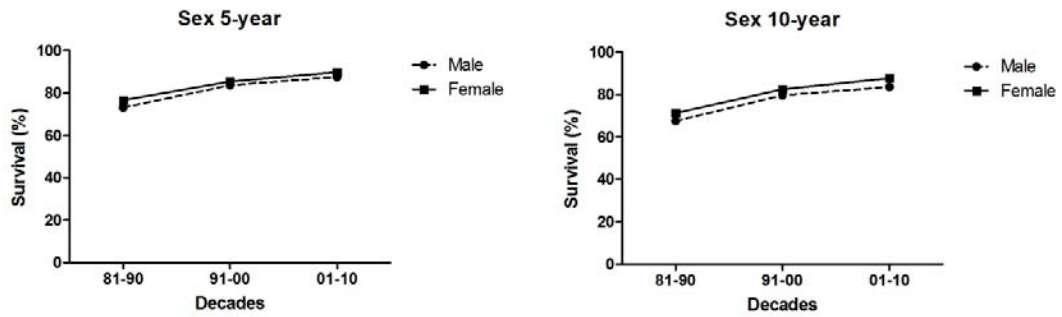 Sex 5-year
Survival (%)
100
80
60
40
20
0
81-90
91-00
01-10
Decades
Male
Female
Sex 10-year
Survival (%)
100
80
60
40
20
0
81-90
91-00
01-10
Decades
Male
Female